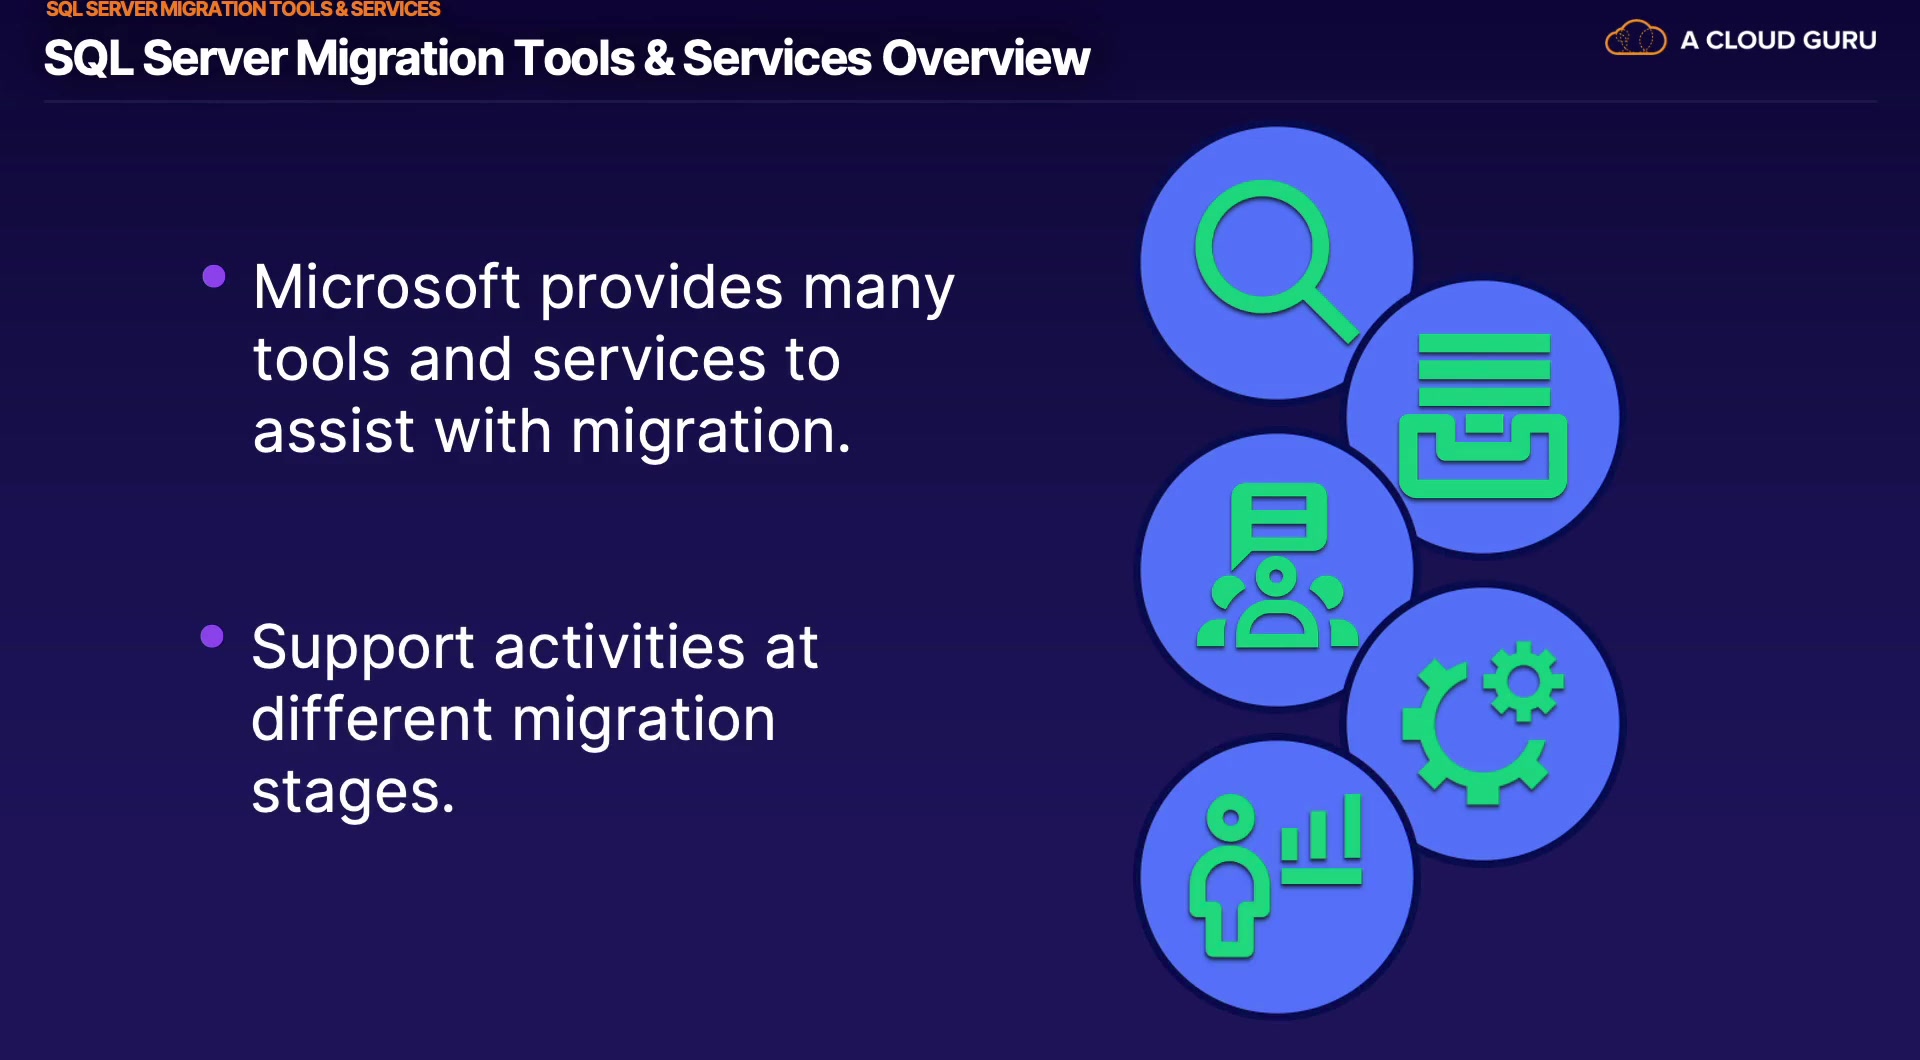 SQL SERVER MIGRATION TOOLS & SERVICES
SQL Server Migration Tools & Services Overview
A CLOUD GURU
Microsoft provides many
tools and services to
assist with migration.
Support activities at
different migration
stages.